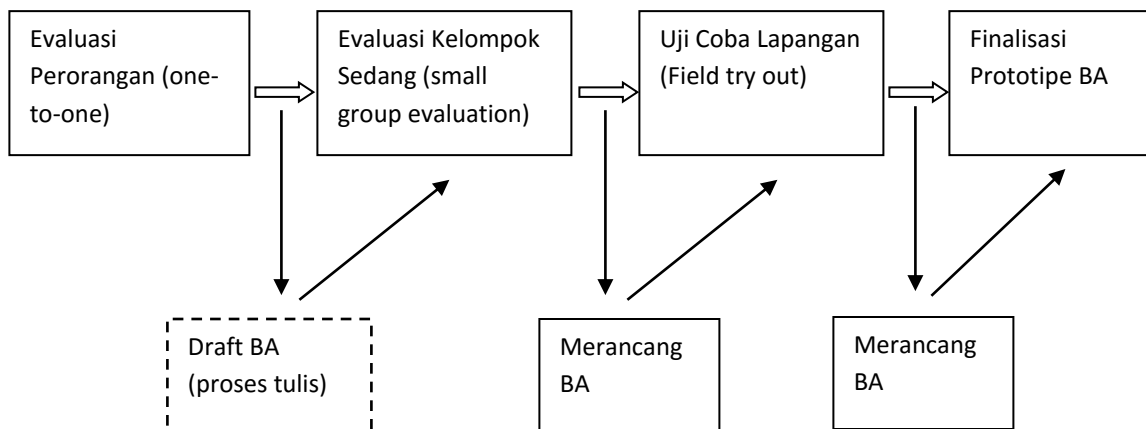 Evaluasi
Perorangan (one-
to-one)
Evaluasi Kelompok
Sedang (small
group evaluation)
Uji Coba Lapangan
(Field try out)
Finalisasi
Prototipe BA
Draft BA
(proses tulis)
Merancang
BA
Merancang
BA